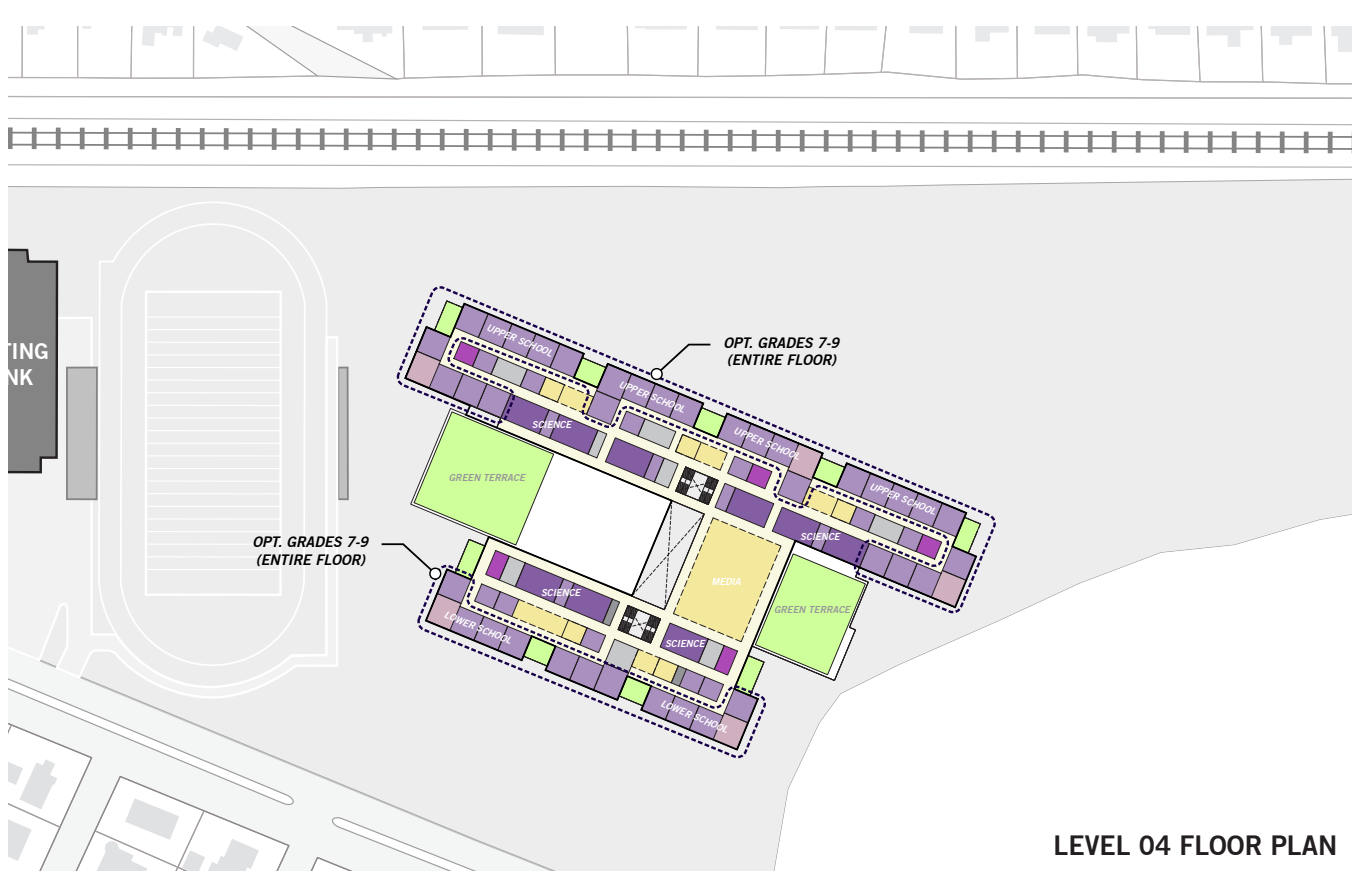 TING
NK
OPT. GRADES 7-9
(ENTIRE FLOOR)
UPPER SCHOOL
UPPER SCHOOL
UPPER SCHOOL
UPPER SCHOOL
SCIENCE
SCIENCE
GREEN TERRACE
OPT. GRADES 7-9
(ENTIRE FLOOR)
MEDIA
SCIENCE
GREEN TERRACE
LOWER SCHOOL
SCIENCE
LOWER SCHOOL
LEVEL 04 FLOOR PLAN